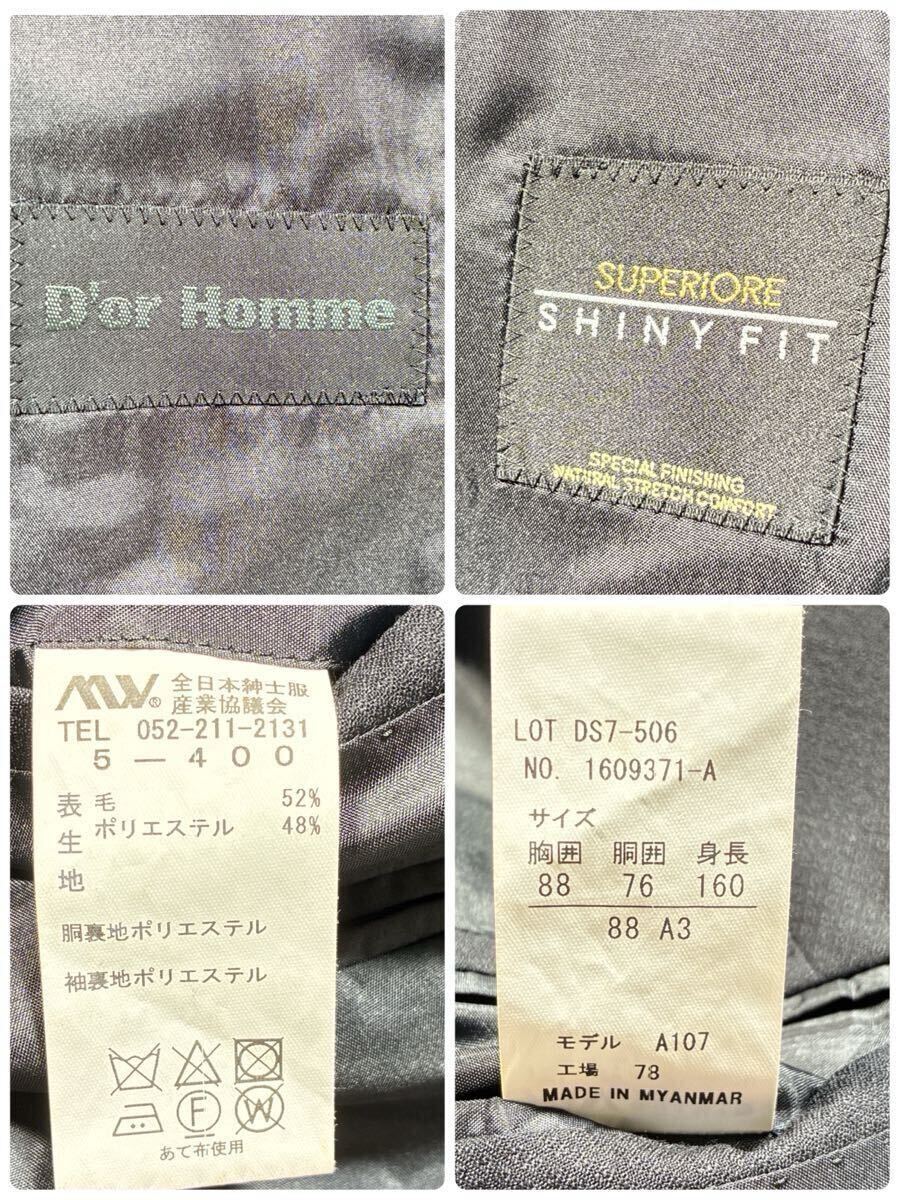 D'or Homme
SUPERIORE
SHINY FIT
SPECIAL FINISHING
NATURAL STRETCH COMFORT
MW® 全日本紳士服
産業協議会
TEL 052-211-2131
5-400
表生地
毛 52%
ポリエステル 48%
胴裏地ポリエステル
袖裏地ポリエステル
F W
あて布使用
LOT DS7-506
NO. 1609371-A
サイズ
胸囲 胴囲 身長
88 76 160
88 A3
モデル A107
工場 78
MADE IN MYANMAR